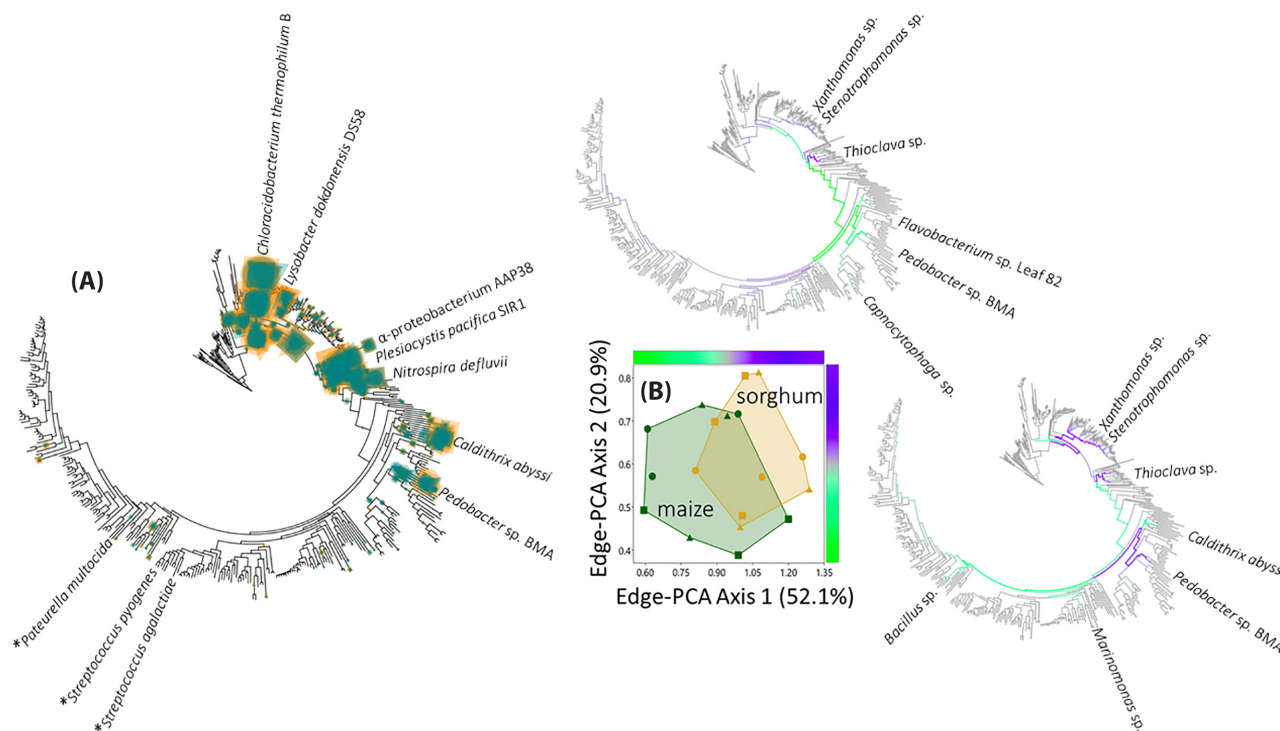 (A)
Chloracidobacterium thermophilum B
Lysobacter dokdonensis DS58
α-proteobacterium AAP38
Plesiocystis pacifica SIR1
Nitrospira defluvii
Caldithrix abyssi
Pedobacter sp. BMA
*Pateurella multocida
*Streptococcus pyogenes
*Streptococcus agalactiae
Xanthomonas sp.
Stenotrophomonas sp.
Thioclava sp.
Flavobacterium sp. Leaf 82
Pedobacter sp. BMA
Capnocytophaga sp.
(B)
sorghum
maize
Edge-PCA Axis 2 (20.9%)
0.8
0.7
0.6
0.5
0.4
0.60 0.75 0.90 1.05 1.20 1.35
Edge-PCA Axis 1 (52.1%)
Xanthomonas sp.
Stenotrophomonas sp.
Thioclava sp.
Caldithrix abyss
Pedobacter sp. BMA
Marinomonas sp.
Bacillus sp.